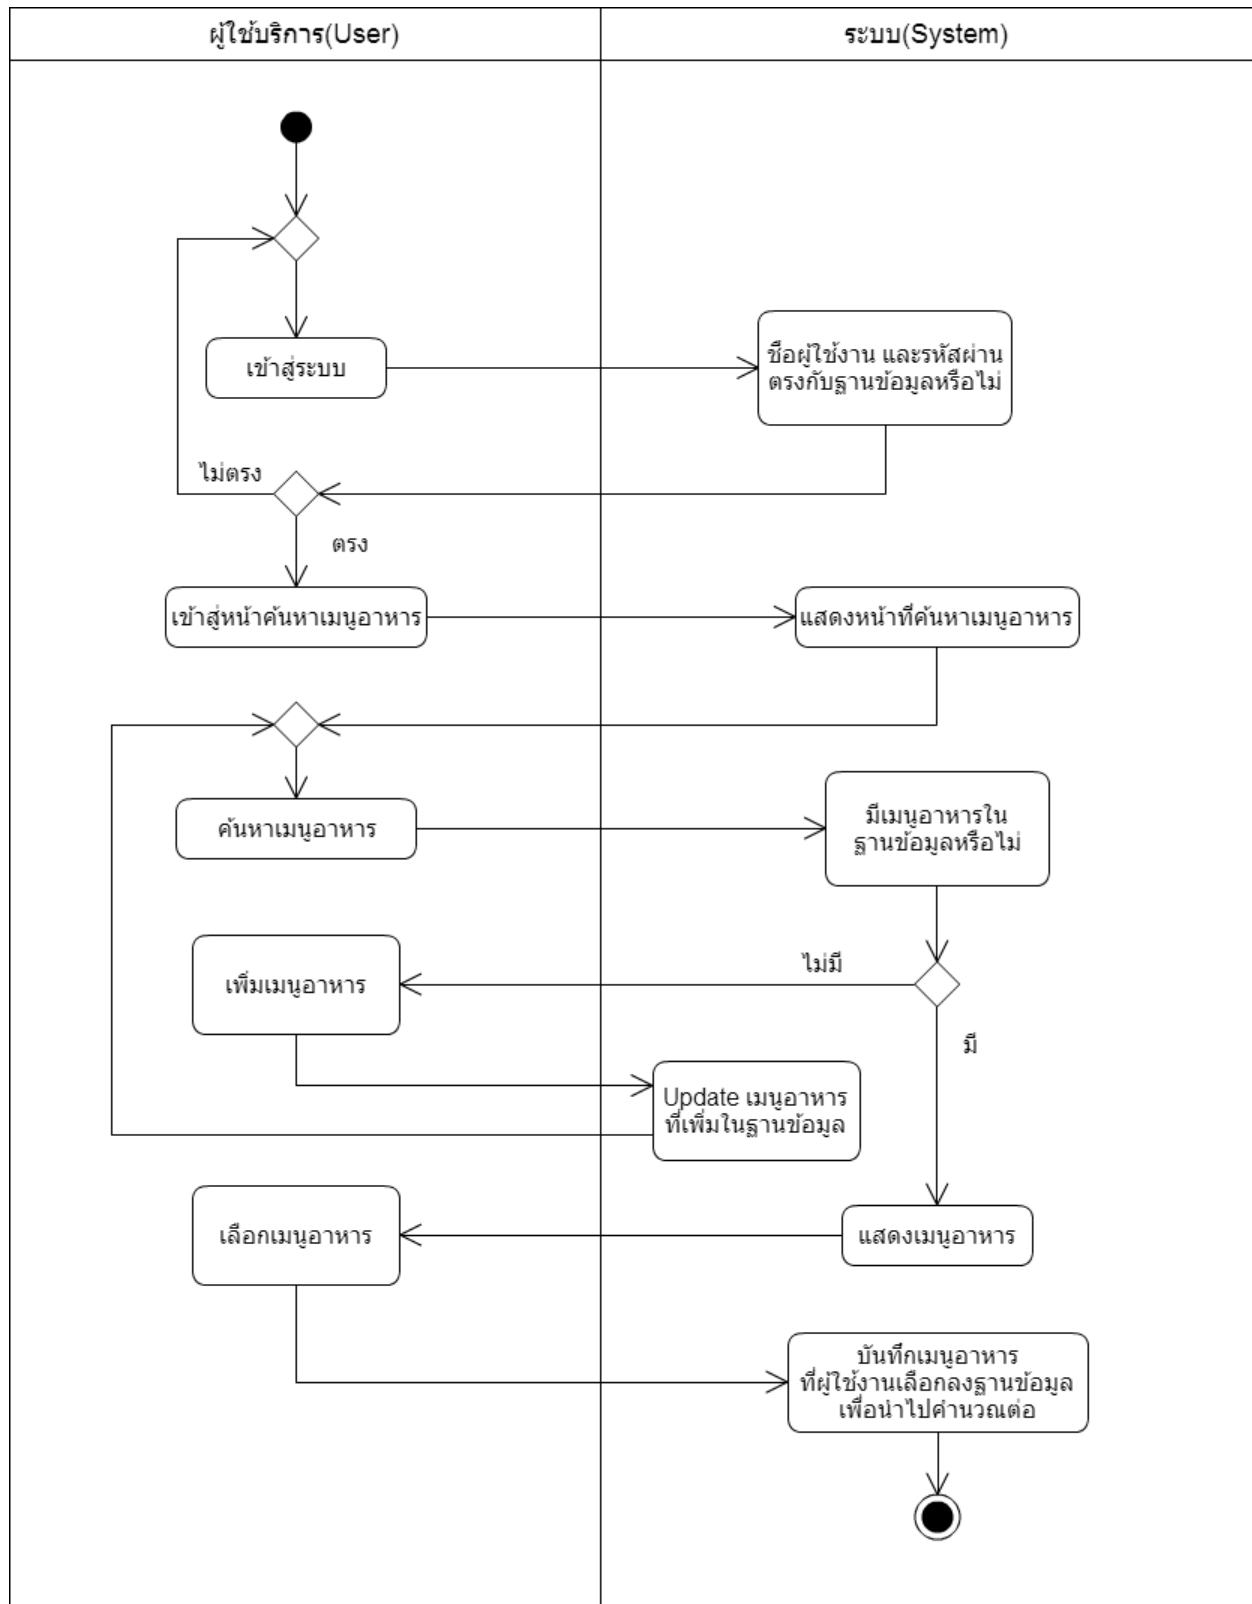 ผู้ใช้บริการ(User)
ระบบ(System)
เข้าสู่ระบบ
ชื่อผู้ใช้งาน และรหัสผ่าน
ตรงกับฐานข้อมูลหรือไม่
ไม่ตรง
ตรง
เข้าสู่หน้าค้นหาเมนูอาหาร
แสดงหน้าที่ค้นหาเมนูอาหาร
ค้นหาเมนูอาหาร
มีเมนูอาหารใน
ฐานข้อมูลหรือไม่
ไม่มี
เพิ่มเมนูอาหาร
มี
Update เมนูอาหาร
ที่เพิ่มในฐานข้อมูล
เลือกเมนูอาหาร
แสดงเมนูอาหาร
บันทึกเมนูอาหาร
ที่ผู้ใช้งานเลือกลงฐานข้อมูล
เพื่อนำไปคำนวณต่อ